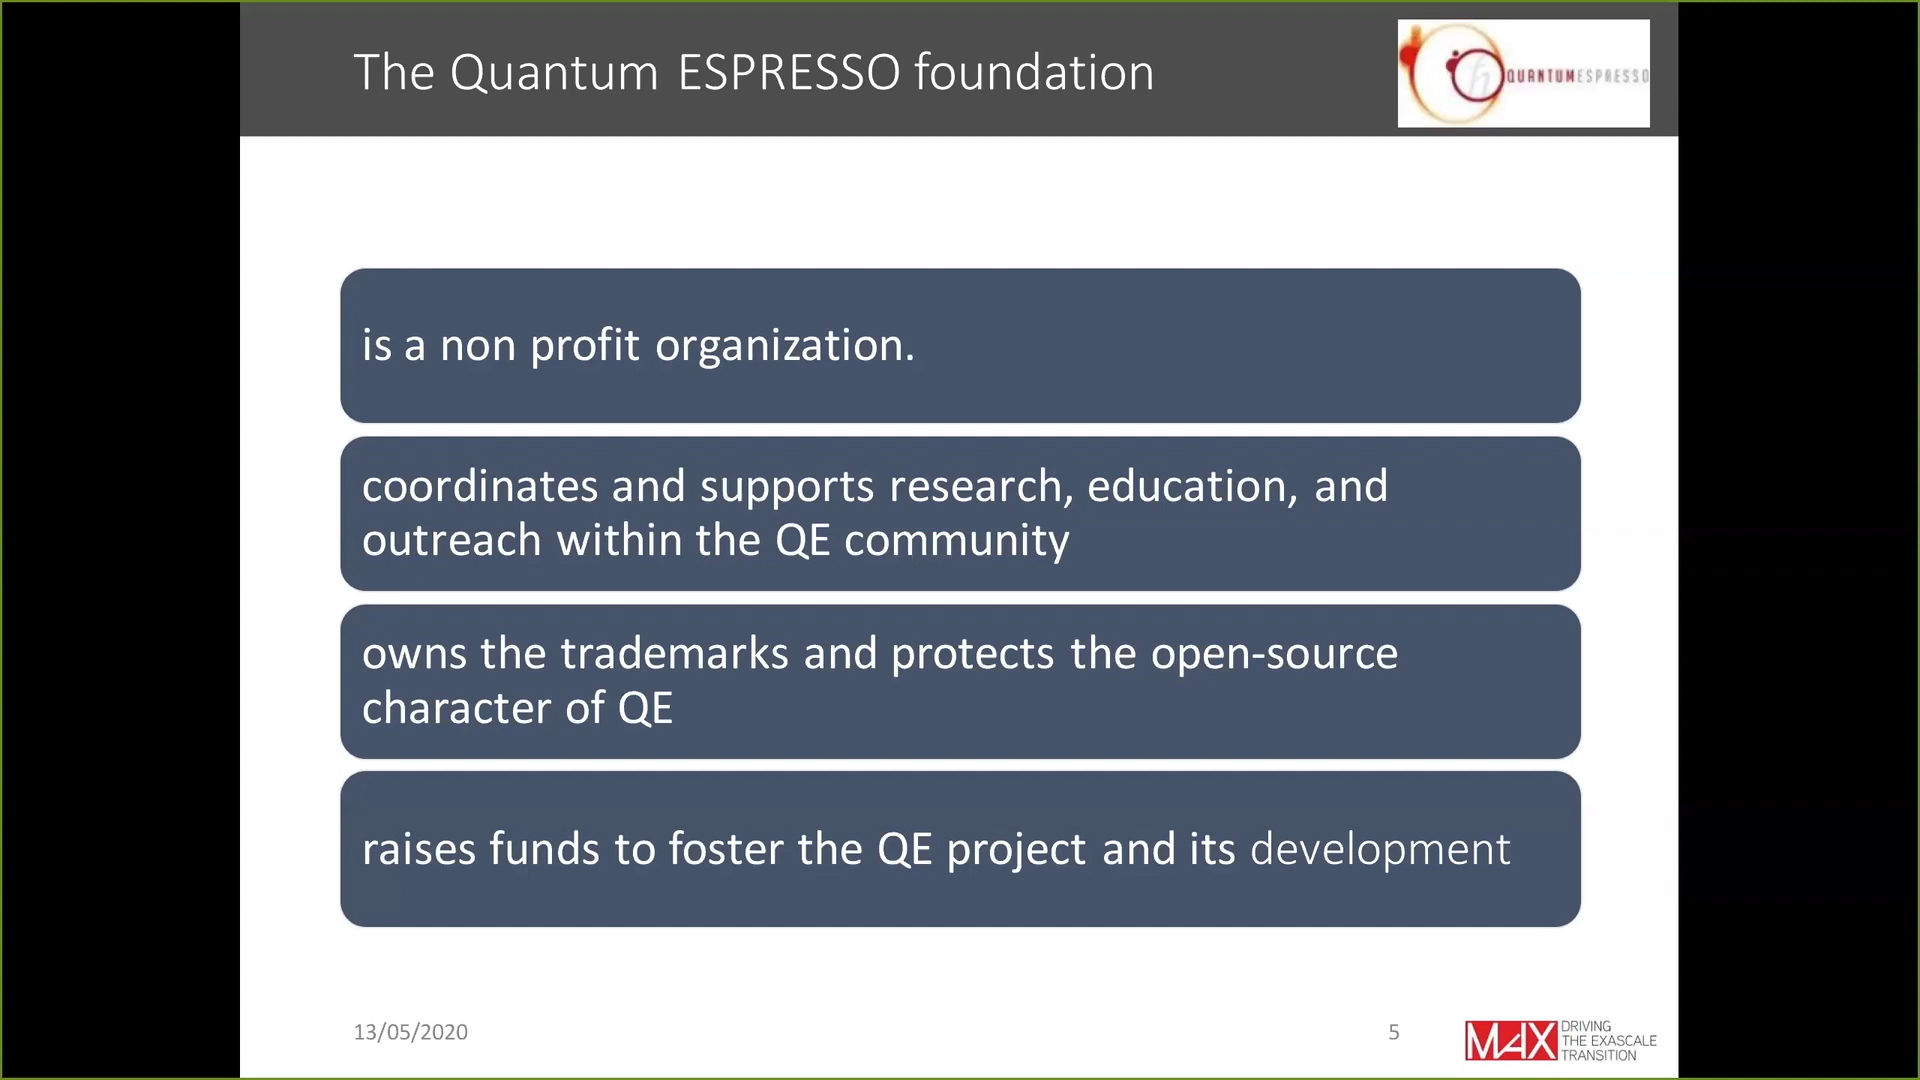 The Quantum ESPRESSO foundation
QUANTUMESPRESSO
is a non profit organization.
coordinates and supports research, education, and
outreach within the QE community
owns the trademarks and protects the open-source
character of QE
raises funds to foster the QE project and its development
13/05/2020
5
MAX
DRIVING
THE EXASCALE
TRANSITION